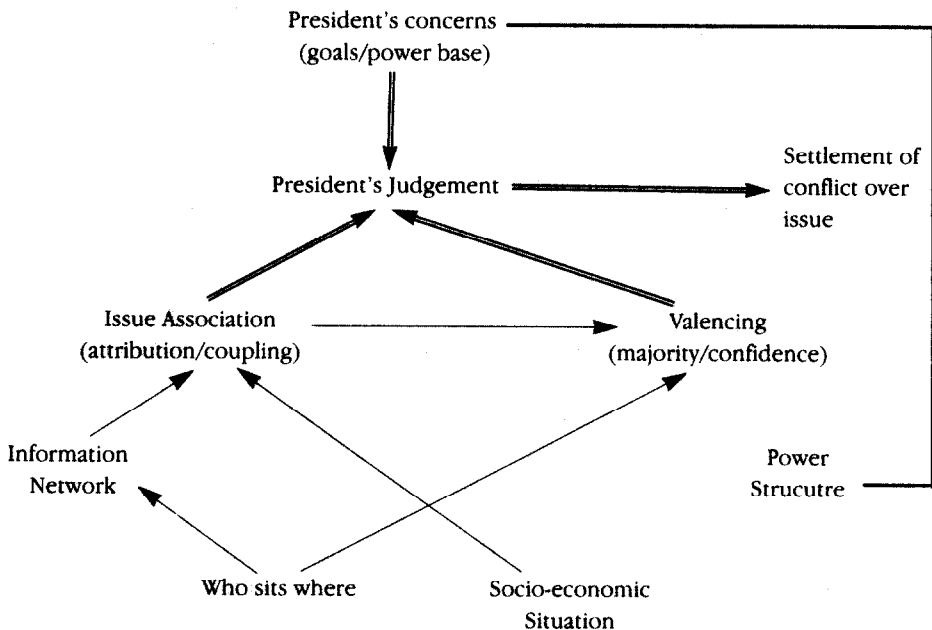 President's concerns
(goals/power base)
President's Judgement
Settlement of
conflict over
issue
Issue Association
(attribution/coupling)
Valencing
(majority/confidence)
Information
Network
Power
Strucutre
Who sits where
Socio-economic
Situation